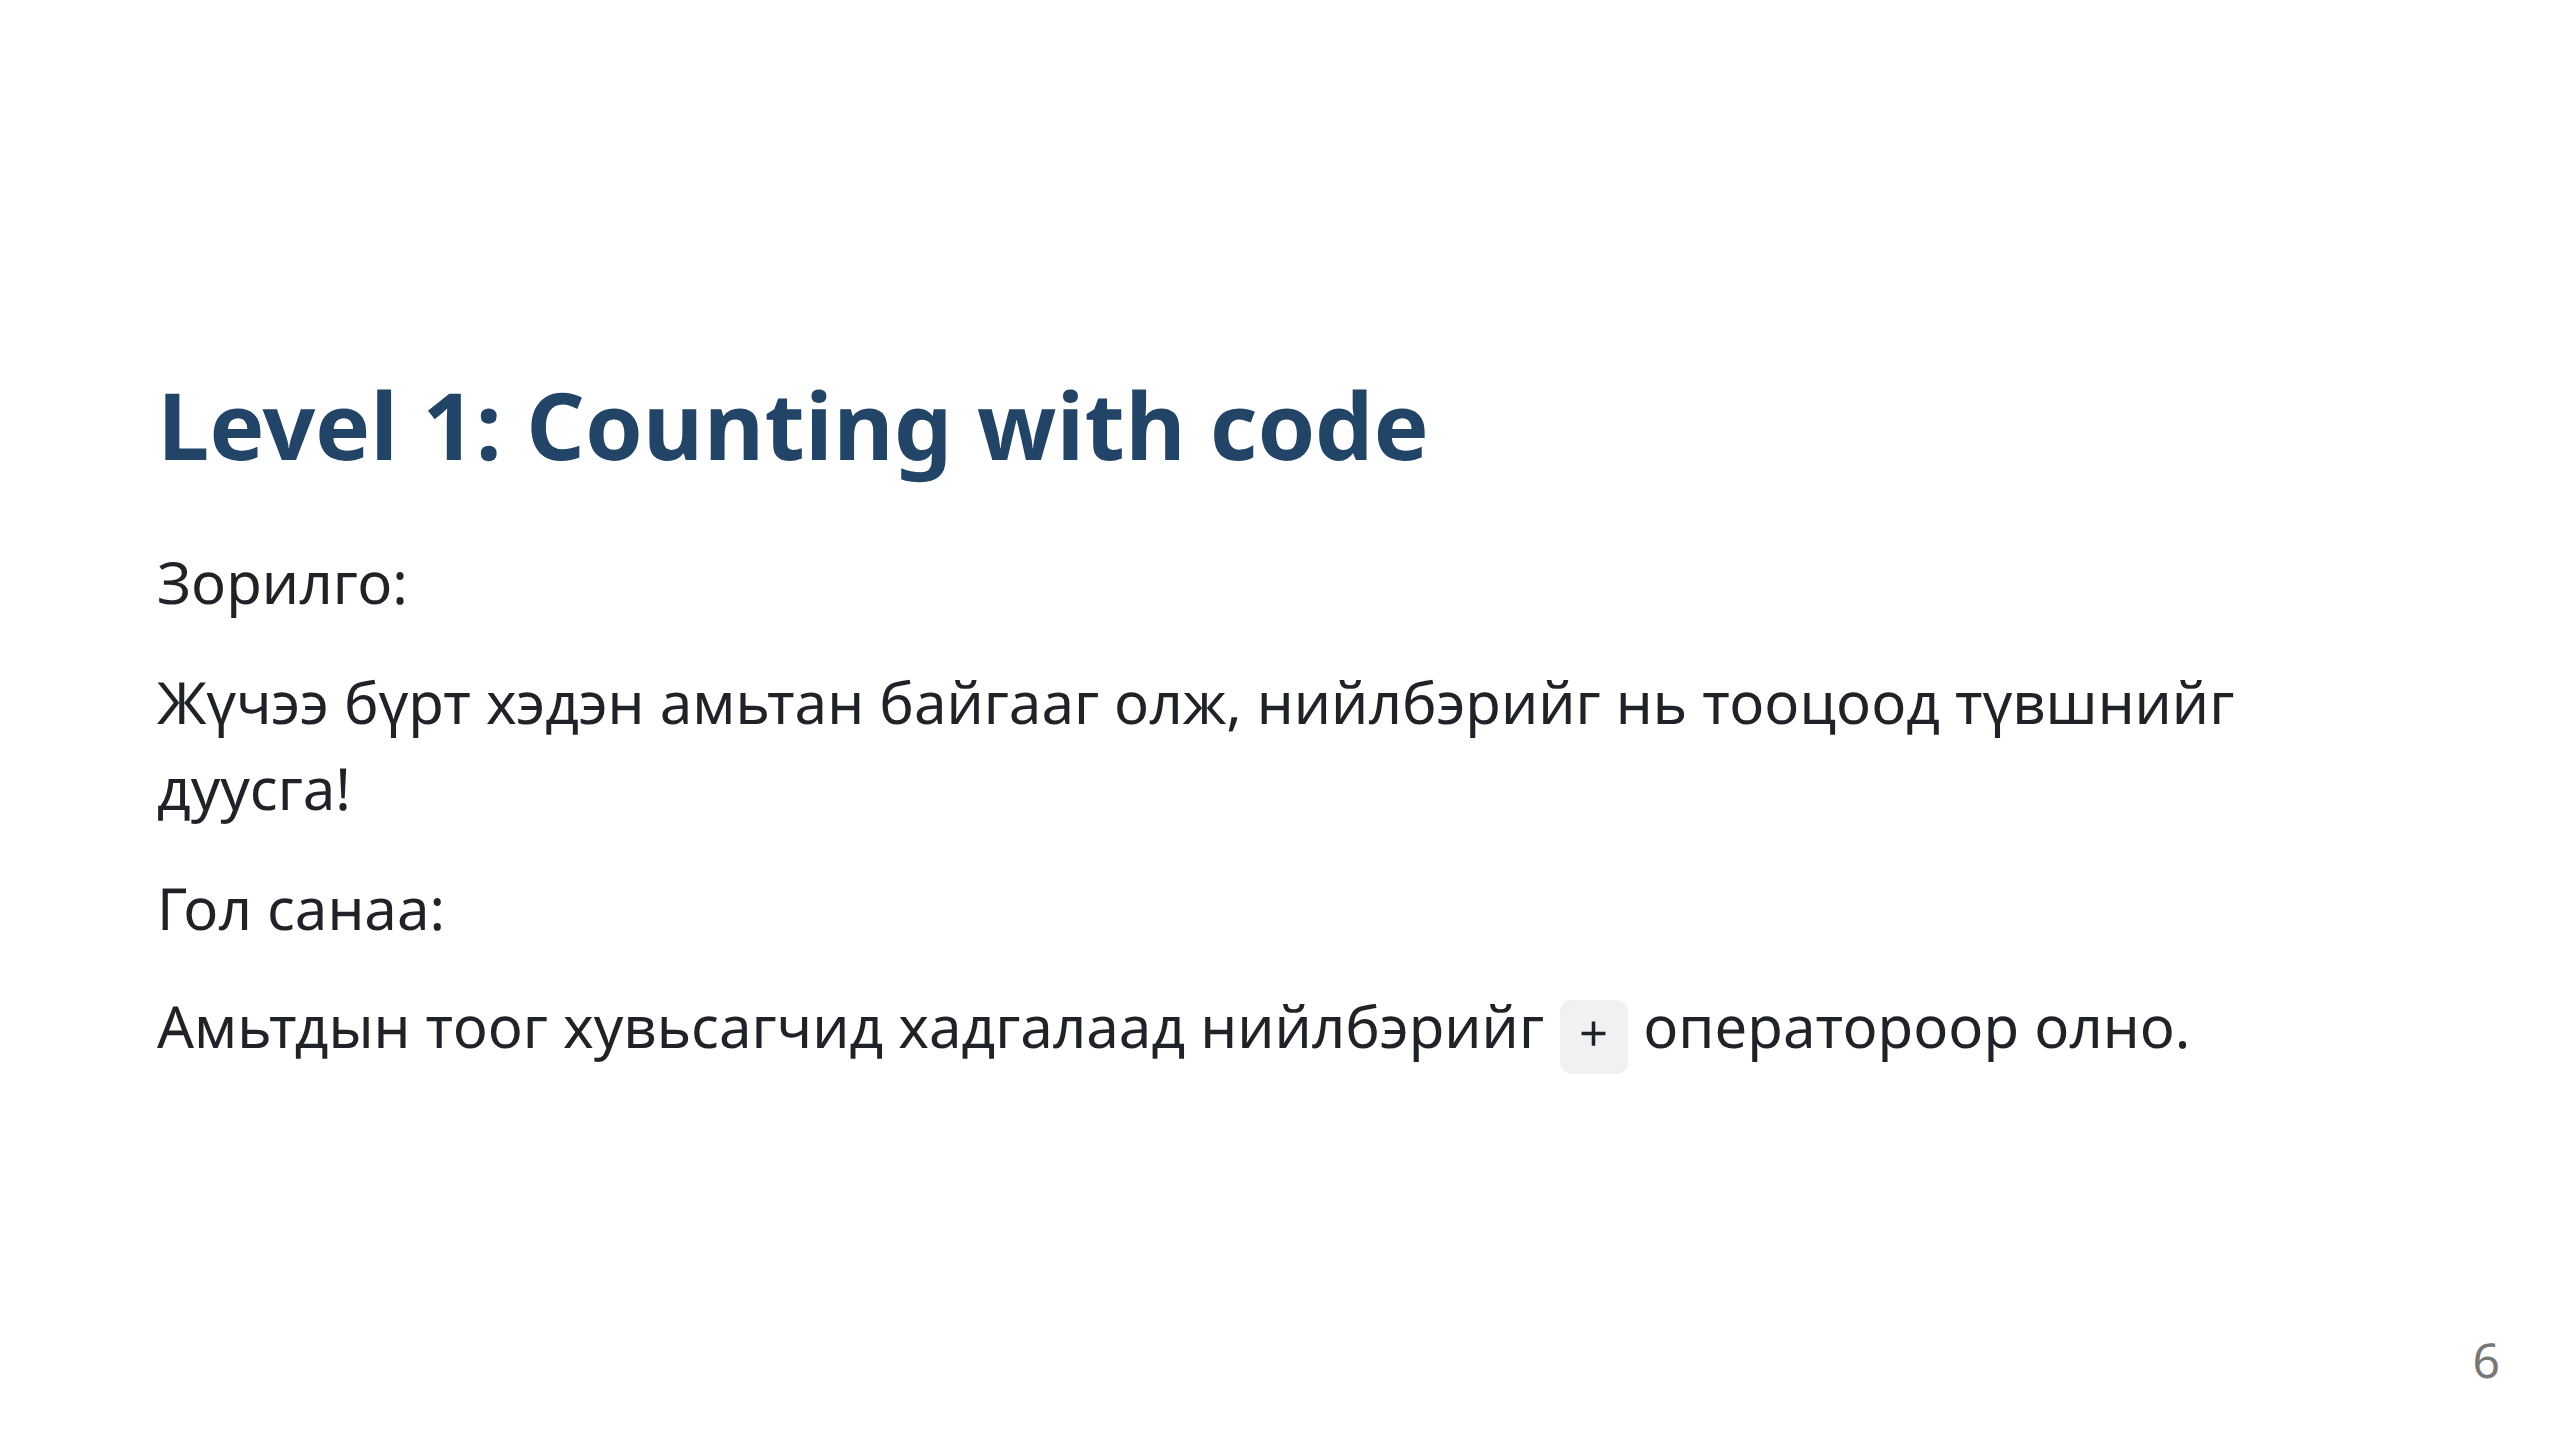 Level 1: Counting with code
Зорилго:
Жүчээ бүрт хэдэн амьтан байгааг олж, нийлбэрийг нь тооцоод түвшнийг
дуусга!
Гол санаа:
Амьтдын тоог хувьсагчид хадгалаад нийлбэрийг + оператороор олно.
6